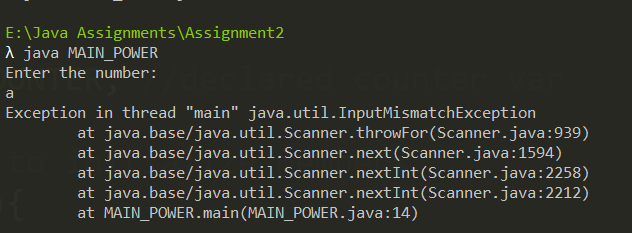 E:\Java Assignments\Assignment2
λ java MAIN_POWER
Enter the number:
a
Exception in thread "main" java.util.InputMismatchException
at java.base/java.util.Scanner.throwFor(Scanner.java:939)
at java.base/java.util.Scanner.next(Scanner.java:1594)
at java.base/java.util.Scanner.nextInt(Scanner.java:2258)
at java.base/java.util.Scanner.nextInt(Scanner.java:2212)
at MAIN_POWER.main(MAIN_POWER.java:14)